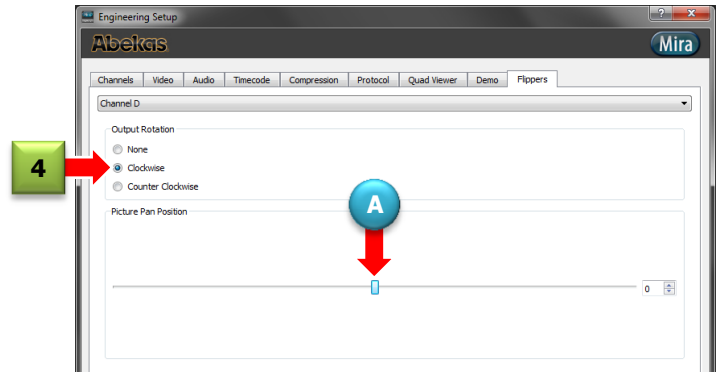 Engineering Setup
Abekas
Mira
Channels Video Audio Timecode Compression Protocol Quad Viewer Demo Flippers
Channel D
Output Rotation
None
4
Clockwise
Counter Clockwise
Picture Pan Position
A
0